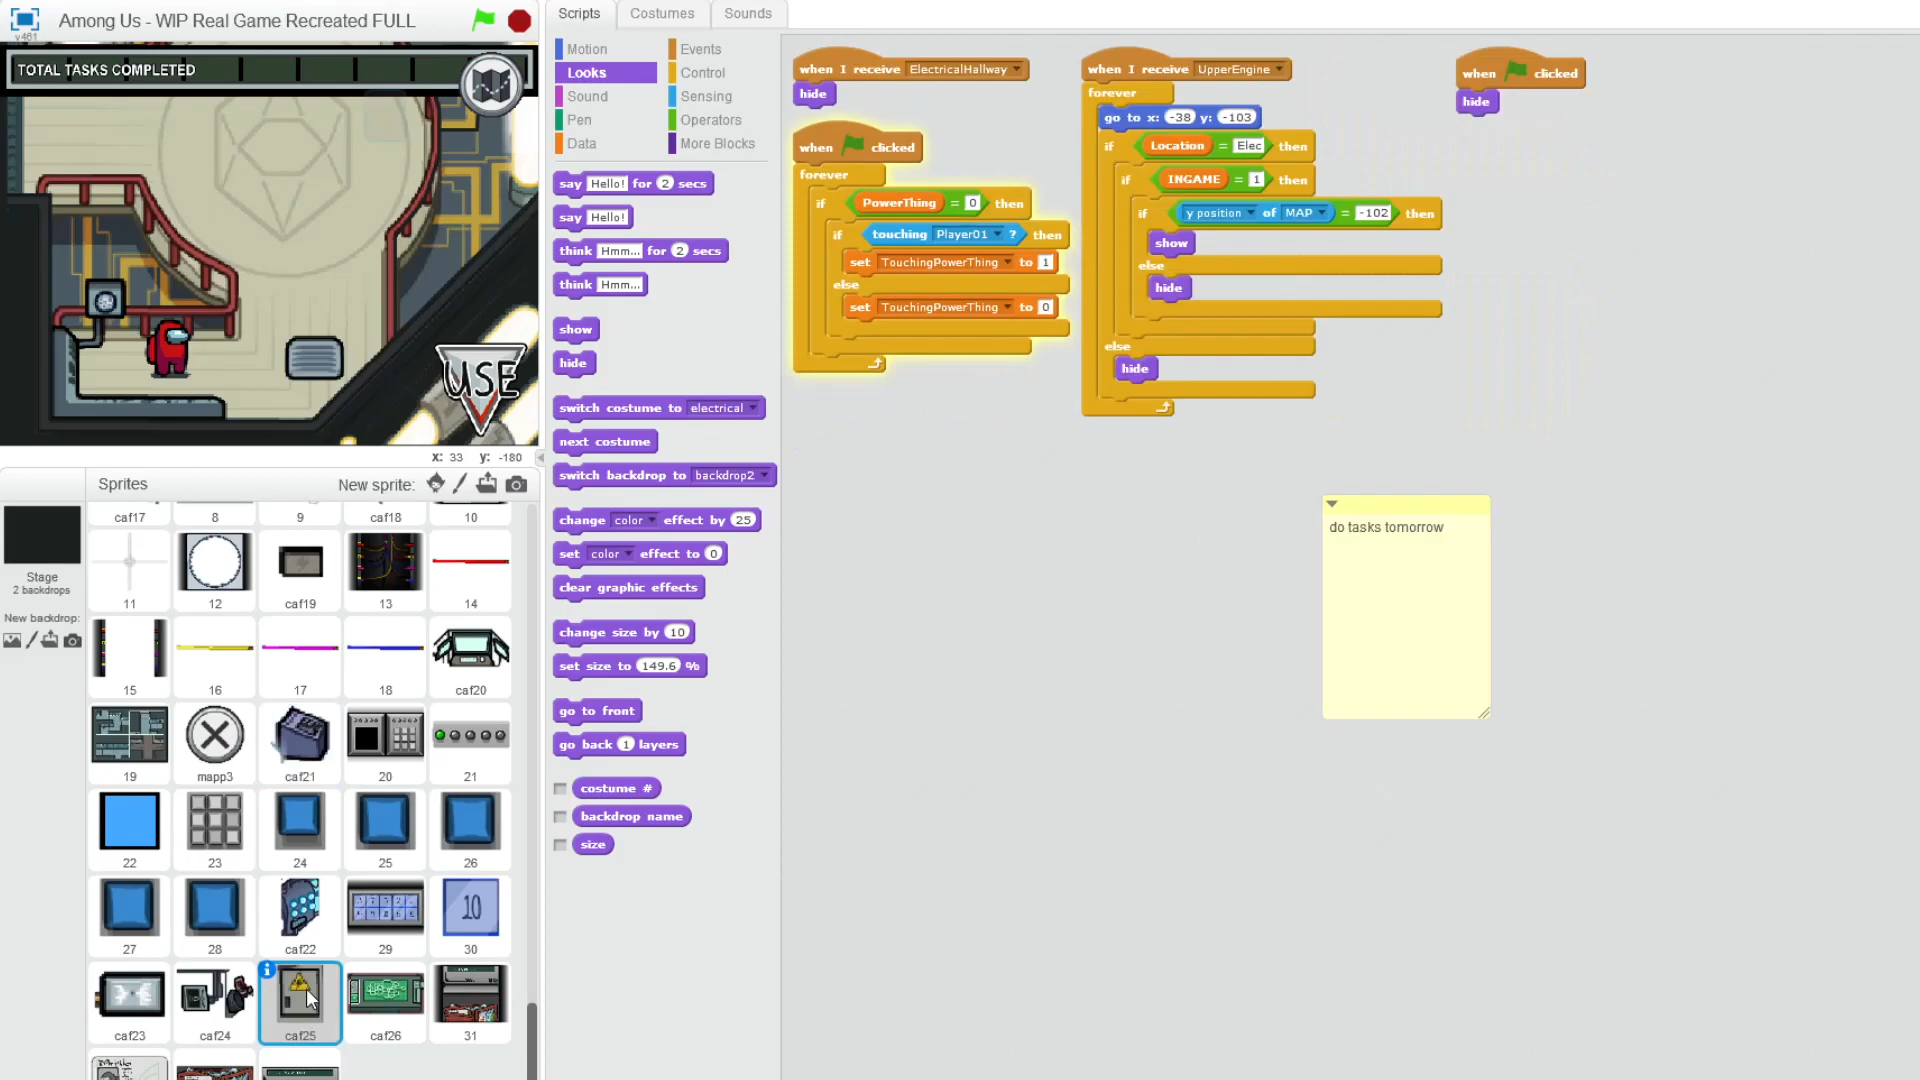 Among Us - WIP Real Game Recreated FULL
v461
TOTAL TASKS COMPLETED
USE
x: 33 y: -180
Sprites
New sprite:
Stage
2 backdrops
New backdrop:
caf17 8 9 caf18 10
11 12 caf19 13 14
15 16 17 18 caf20
19 mapp3 caf21 20 21
22 23 24 25 26
27 28 caf22 29 30
10
caf23 caf24 caf25 caf26 31
Scripts Costumes Sounds
Motion Events
Looks Control
Sound Sensing
Pen Operators
Data More Blocks
say Hello! for 2 secs
say Hello!
think Hmm... for 2 secs
think Hmm...
show
hide
switch costume to electrical
next costume
switch backdrop to backdrop2
change color effect by 25
set color effect to 0
clear graphic effects
change size by 10
set size to 149.6 %
go to front
go back 1 layers
costume #
backdrop name
size
when I receive ElectricalHallway
hide
when clicked
forever
if PowerThing = 0 then
if touching Player01 ? then
set TouchingPowerThing to 1
else
set TouchingPowerThing to 0
when I receive UpperEngine
forever
go to x: -38 y: -103
if Location = Elec then
if INGAME = 1 then
if y position of MAP = -102 then
show
else
hide
else
hide
when clicked
hide
do tasks tomorrow